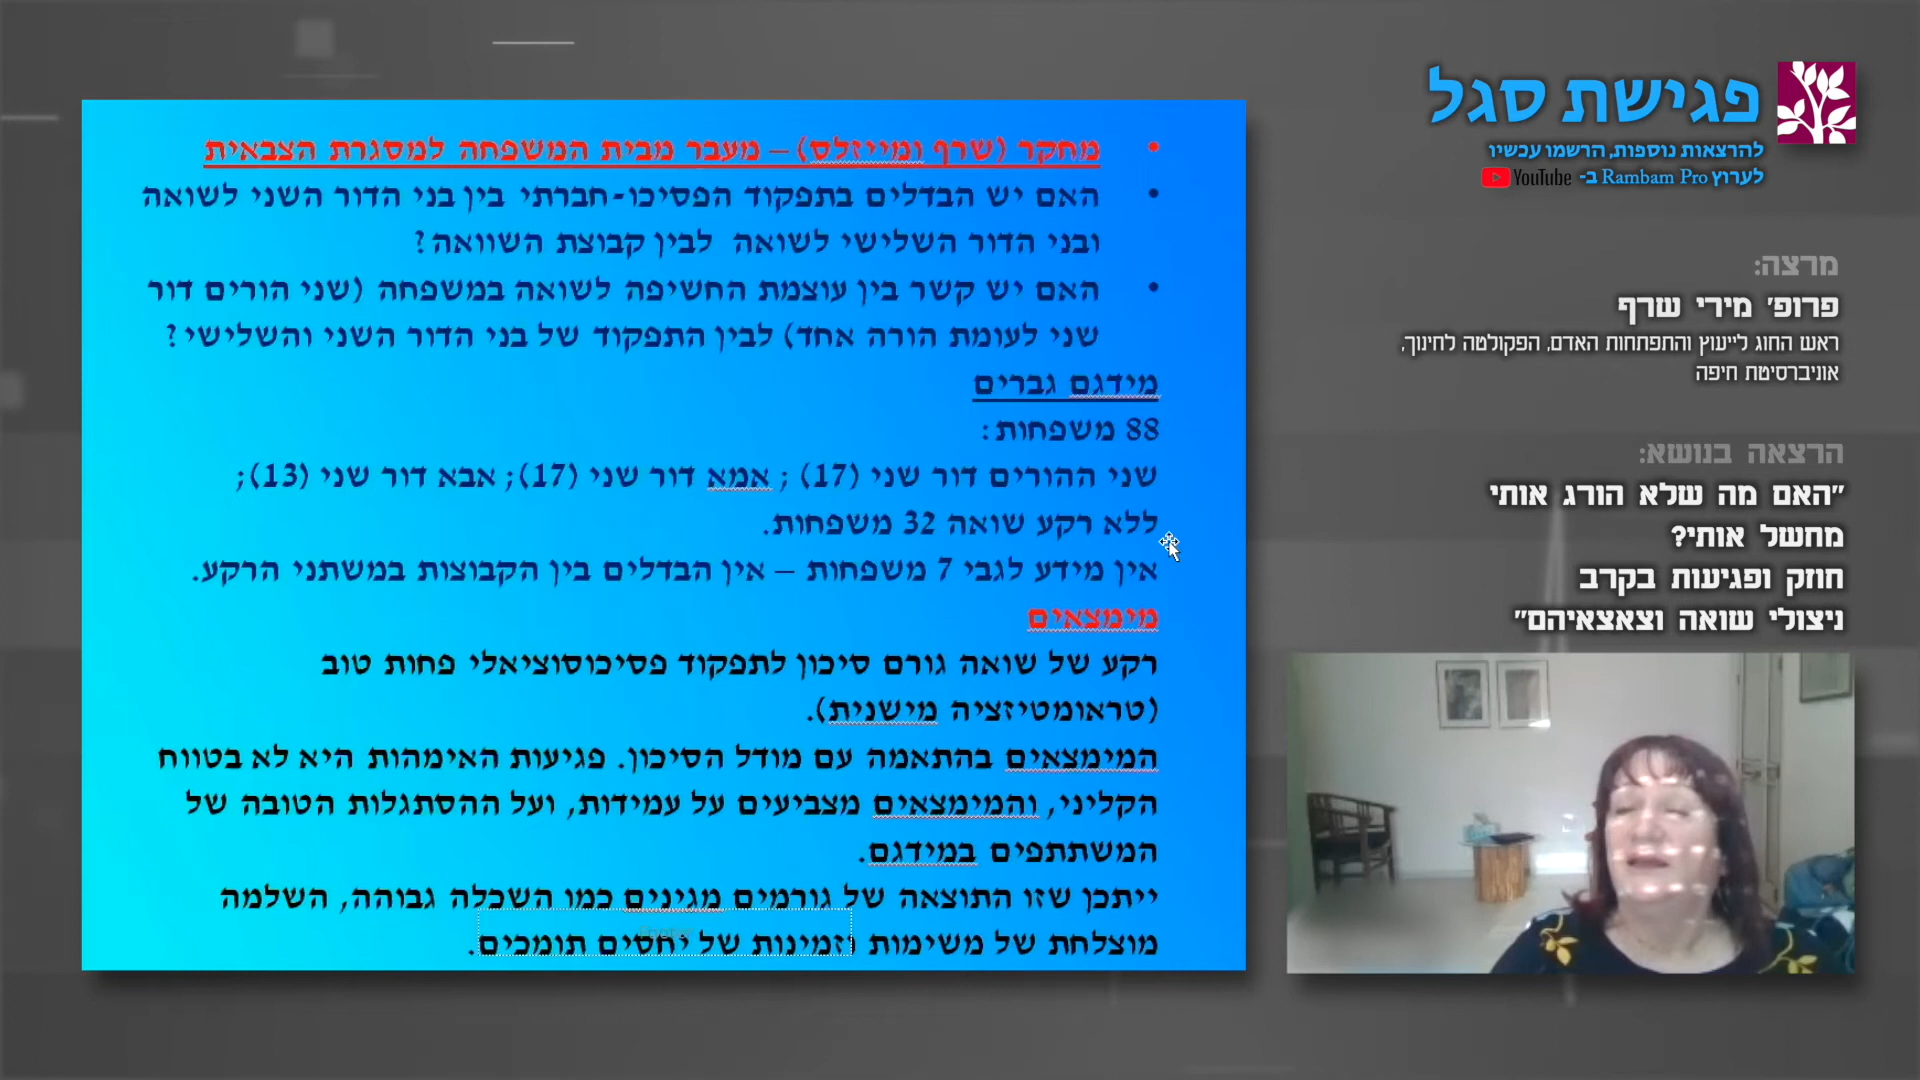 מחקר (שרף ומייזלס) – מעבר מבית המשפחה למסגרת הצבאית
האם יש הבדלים בתפקוד הפסיכו-חברתי בין בני הדור השני לשואה
ובני הדור השלישי לשואה לבין קבוצת השוואה?
האם יש קשר בין עוצמת החשיפה לשואה במשפחה (שני הורים דור
שני לעומת הורה אחד) לבין התפקוד של בני הדור השני והשלישי?
מידגם גברים
88 משפחות:
שני ההורים דור שני (17) ; אמא דור שני (17); אבא דור שני (13);
ללא רקע שואה 32 משפחות.
אין מידע לגבי 7 משפחות – אין הבדלים בין הקבוצות במשתני הרקע.
מימצאים
רקע של שואה גורם סיכון לתפקוד פסיכוסוציאלי פחות טוב
(טראומטיזציה מישנית).
המימצאים בהתאמה עם מודל הסיכון. פגיעות האימהות היא לא בטווח
הקליני, והמימצאים מצביעים על עמידות, ועל ההסתגלות הטובה של
המשתתפים במידגם.
ייתכן שזו התוצאה של גורמים מגינים כמו השכלה גבוהה, השלמה
מוצלחת של משימות וזמינות של יחסים תומכים.
פגישת סגל
להרצאות נוספות, הרשמו עכשיו
לערוץ Rambam Pro ב- YouTube
מרצה:
פרופ' מירי שרף
ראש החוג לייעוץ והתפתחות האדם, הפקולטה לחינוך,
אוניברסיטת חיפה
הרצאה בנושא:
"האם מה שלא הורג אותי
מחשל אותי?
חוזק ופגיעות בקרב
ניצולי שואה וצאצאיהם"